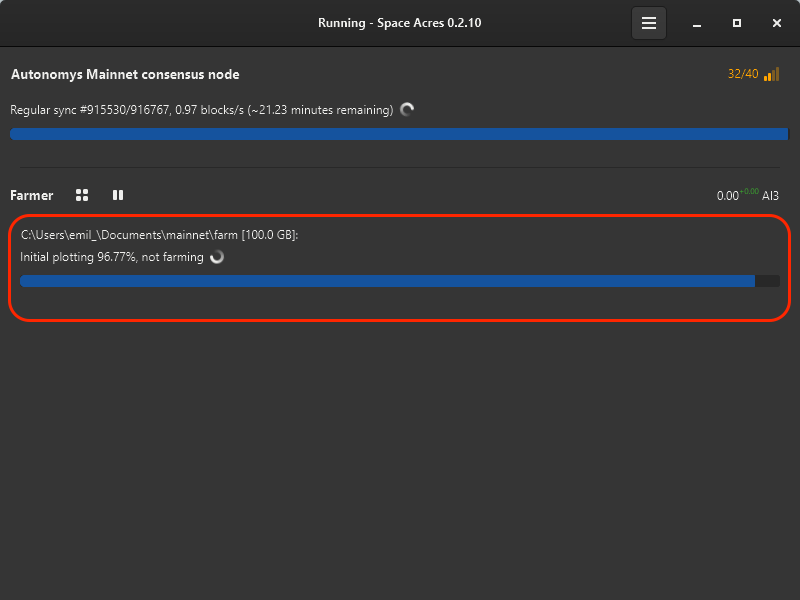 Running - Space Acres 0.2.10
Autonomys Mainnet consensus node 32/40
Regular sync #915530/916767, 0.97 blocks/s (~21.23 minutes remaining)
Farmer 0.00+0.00 AI3
C:\Users\emil_\Documents\mainnet\farm [100.0 GB]:
Initial plotting 96.77%, not farming